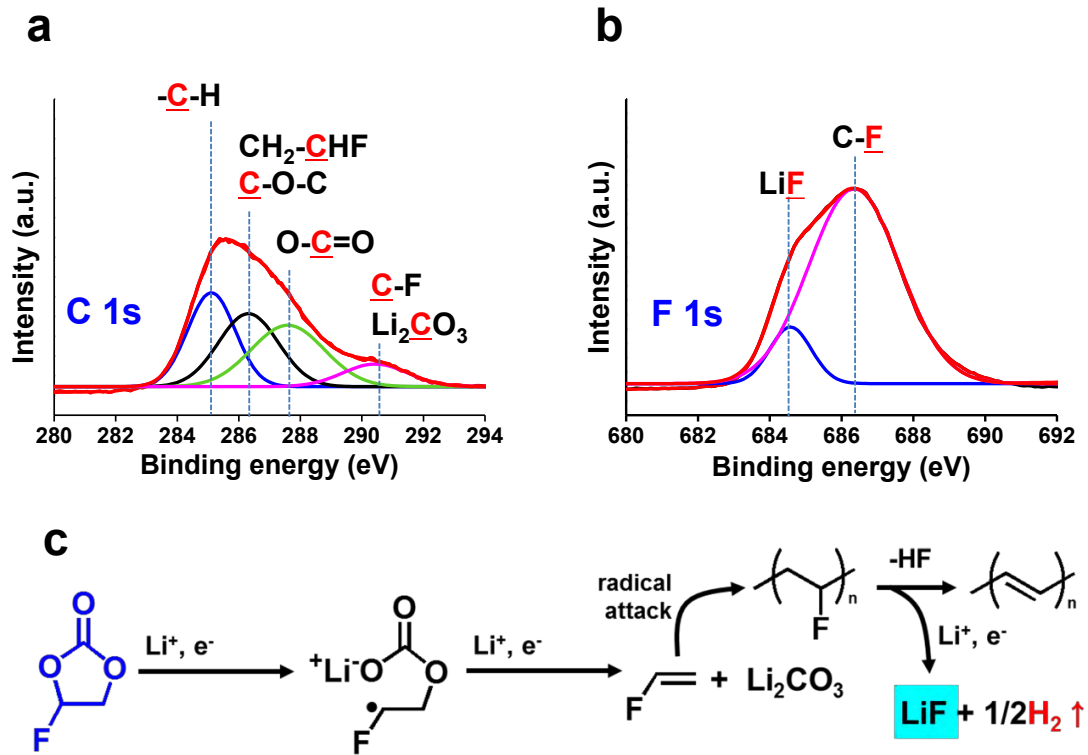 a
-C-H
CH₂-CHF
C-O-C
O-C=O
C-F
Li₂CO₃
C 1s
Intensity (a.u.)
280 282 284 286 288 290 292 294
Binding energy (eV)
b
C-F
LiF
F 1s
Intensity (a.u.)
680 682 684 686 688 690 692
Binding energy (eV)
c
O
O O
F
Li⁺, e⁻
O
⁺Li⁻O O
F
Li⁺, e⁻
radical
attack
F
+ Li₂CO₃
n
F
-HF
n
Li⁺, e⁻
LiF + 1/2H₂ ↑